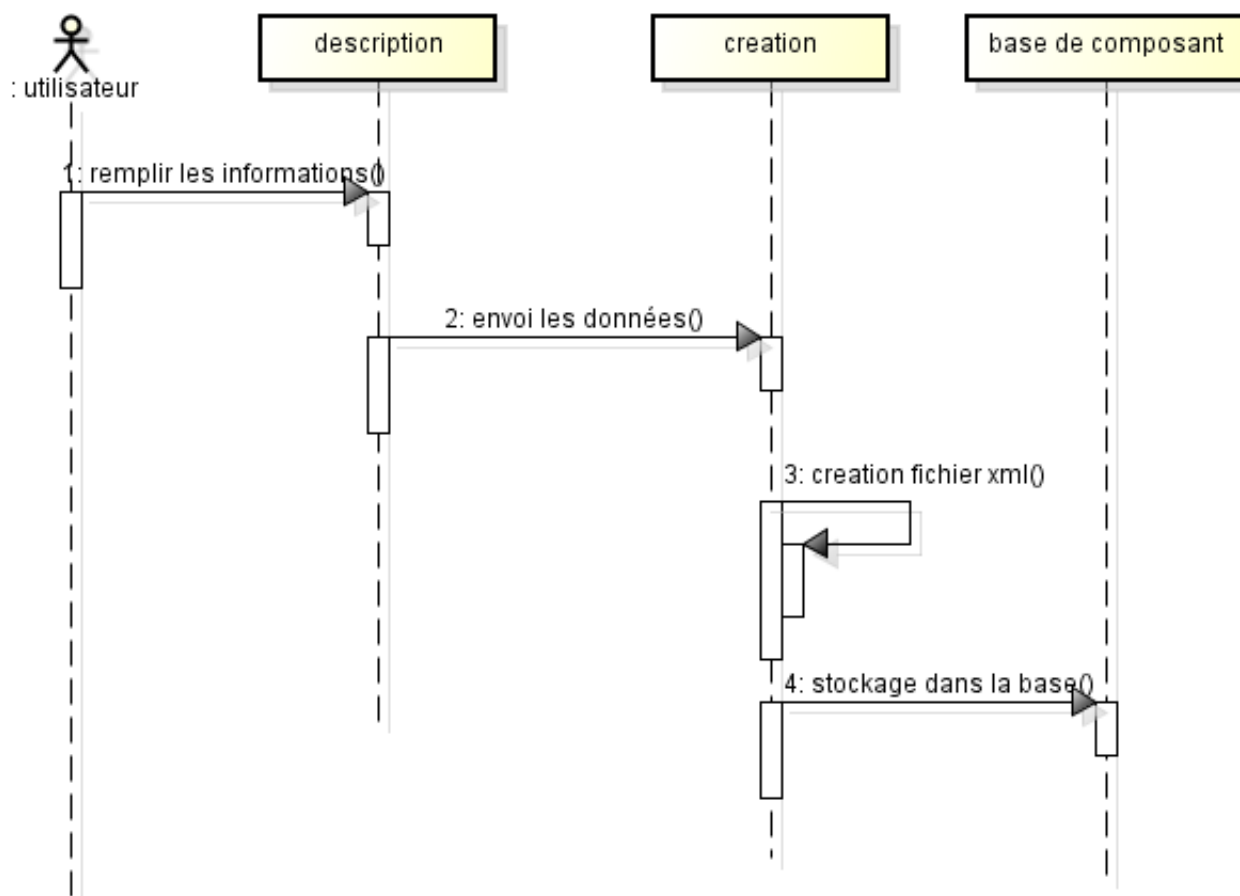 description
creation
base de composant
: utilisateur
1: remplir les informations()
2: envoi les données()
3: creation fichier xml()
4: stockage dans la base()